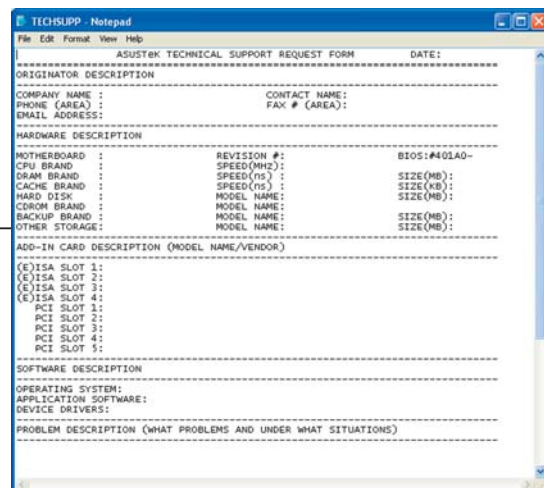 TECHSUPP - Notepad
File Edit Format View Help
ASUSTeK TECHNICAL SUPPORT REQUEST FORM DATE:
ORIGINATOR DESCRIPTION
COMPANY NAME : CONTACT NAME:
PHONE (AREA) : FAX # (AREA):
EMAIL ADDRESS:
HARDWARE DESCRIPTION
MOTHERBOARD : REVISION #: BIOS:#401A0-
CPU BRAND : SPEED(MHz):
DRAM BRAND : SPEED(ns) : SIZE(MB):
CACHE BRAND : SPEED(ns) : SIZE(KB):
HARD DISK : MODEL NAME: SIZE(MB):
CDROM BRAND : MODEL NAME:
BACKUP BRAND : MODEL NAME: SIZE(MB):
OTHER STORAGE: MODEL NAME: SIZE(MB):
ADD-IN CARD DESCRIPTION (MODEL NAME/VENDOR)
(E)ISA SLOT 1:
(E)ISA SLOT 2:
(E)ISA SLOT 3:
(E)ISA SLOT 4:
PCI SLOT 1:
PCI SLOT 2:
PCI SLOT 3:
PCI SLOT 4:
PCI SLOT 5:
SOFTWARE DESCRIPTION
OPERATING SYSTEM:
APPLICATION SOFTWARE:
DEVICE DRIVERS:
PROBLEM DESCRIPTION (WHAT PROBLEMS AND UNDER WHAT SITUATIONS)